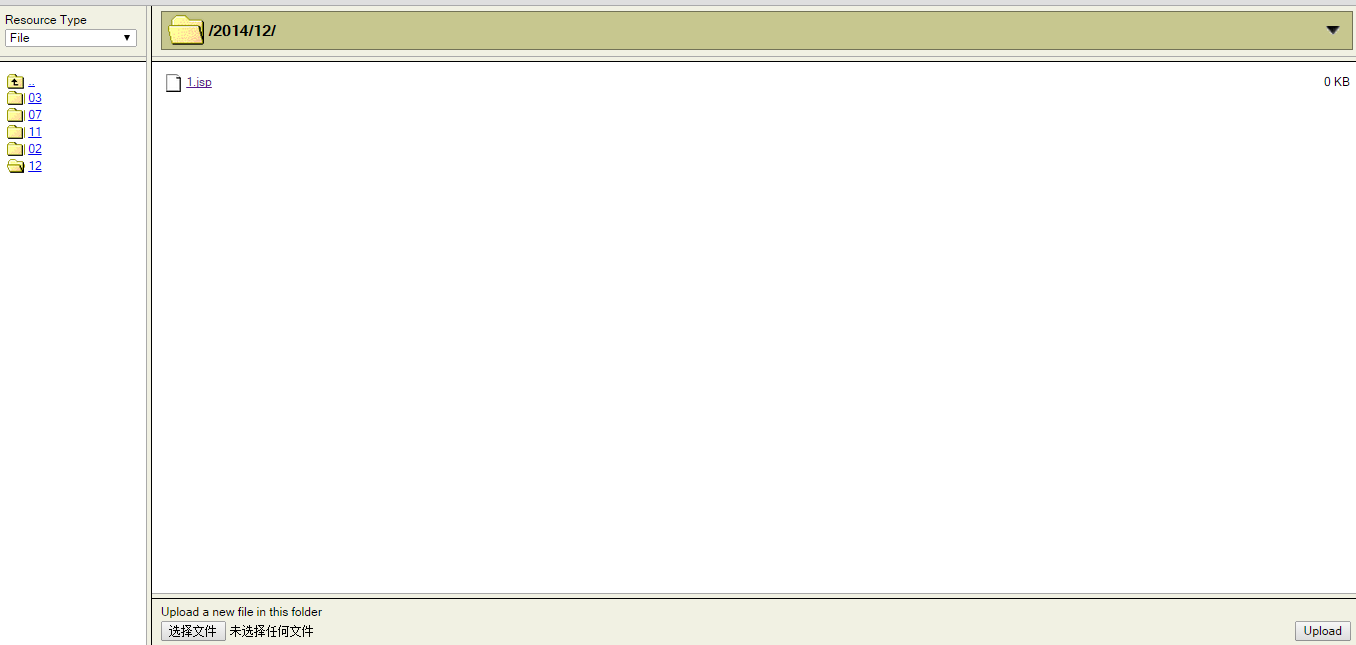 Resource Type
File
..
03
07
11
02
12
/2014/12/
1.jsp 0 KB
Upload a new file in this folder
选择文件 未选择任何文件 Upload